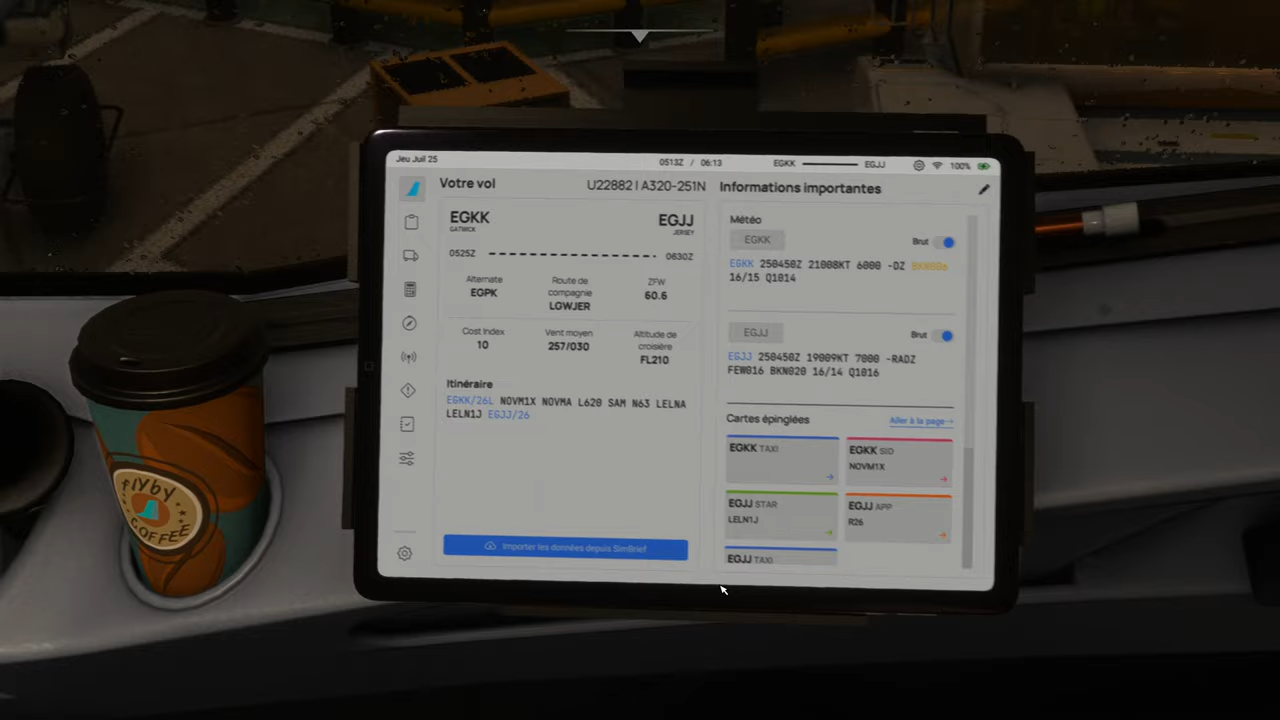 Jeu Juil 25
0513Z / 06:13
EGKK
EGJJ
100%
Votre vol
U22882 | A320-251N
EGKK
GATWICK
EGJJ
JERSEY
0525Z
0630Z
Alternate
EGPK
Route de
compagnie
LGWJER
ZFW
60.6
Cost Index
10
Vent moyen
257/030
Altitude de
croisière
FL210
Itinéraire
EGKK/26L NOVM1X NOVMA L620 SAM N63 LELNA
LELN1J EGJJ/26
Importer les données depuis SimBrief
Informations importantes
Météo
EGKK
Brut
EGKK 250450Z 21008KT 6000 -DZ BKN006
16/15 Q1014
EGJJ
Brut
EGJJ 250450Z 19009KT 7000 -RADZ
FEW016 BKN020 16/14 Q1016
Cartes épinglées
Aller à la page
EGKK TAXI
EGKK SID
NOVM1X
EGJJ STAR
LELN1J
EGJJ APP
R26
EGJJ TAXI
flyby
COFFEE